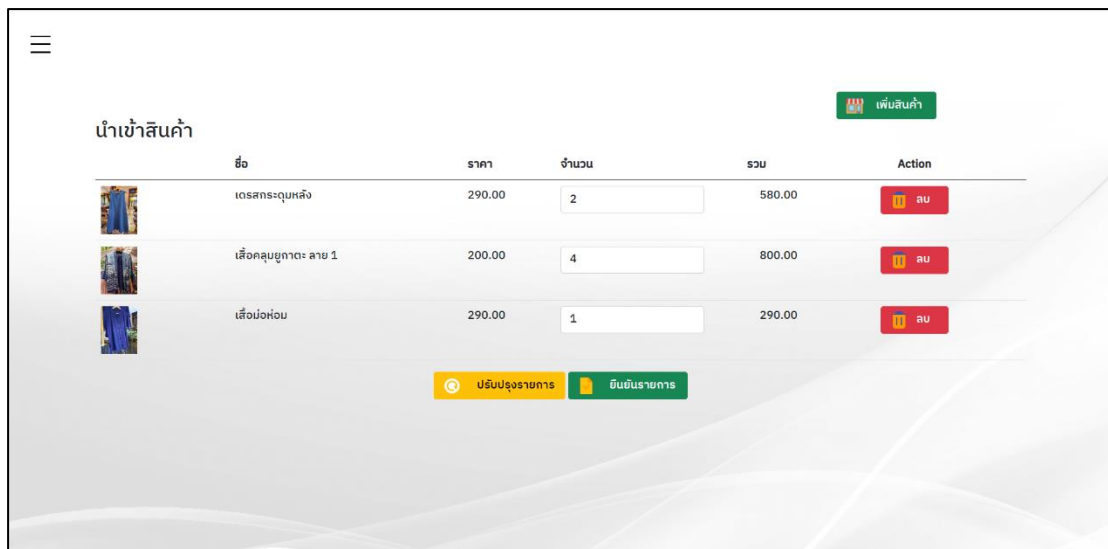 เพิ่มสินค้า
นำเข้าสินค้า
ชื่อ ราคา จำนวน รวม Action
เดรสกระดุมหลัง 290.00 2 580.00 ลบ
เสื้อคลุมยูกาตะ ลาย 1 200.00 4 800.00 ลบ
เสื้อม่อห่อม 290.00 1 290.00 ลบ
ปรับปรุงรายการ ยืนยันรายการ